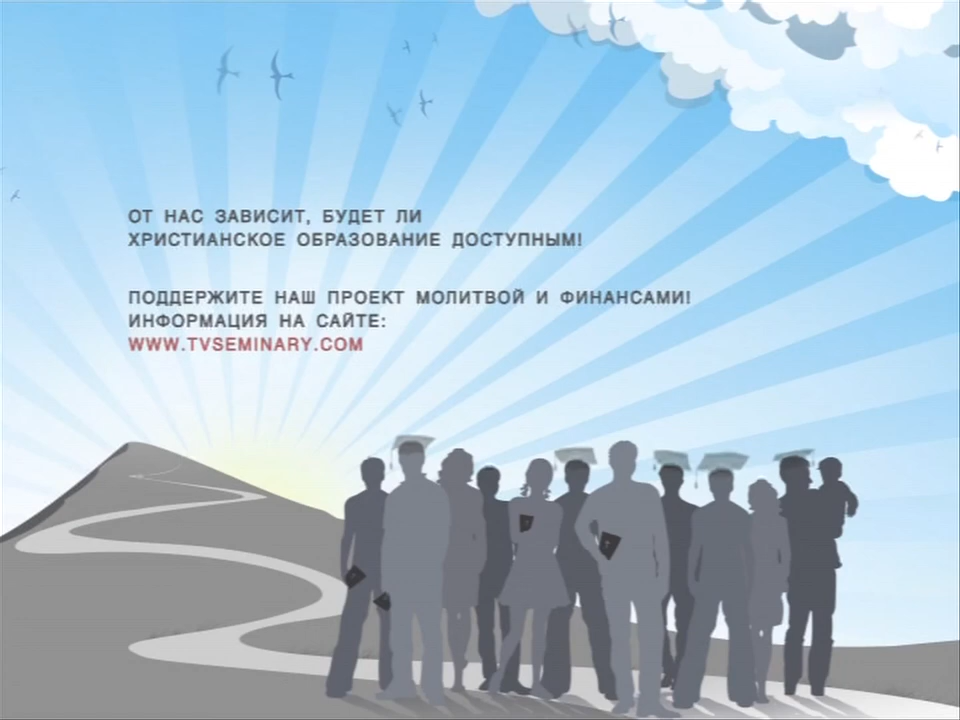 ОТ НАС ЗАВИСИТ, БУДЕТ ЛИ
ХРИСТИАНСКОЕ ОБРАЗОВАНИЕ ДОСТУПНЫМ!
ПОДДЕРЖИТЕ НАШ ПРОЕКТ МОЛИТВОЙ И ФИНАНСАМИ!
ИНФОРМАЦИЯ НА САЙТЕ:
WWW.TVSEMINARY.COM